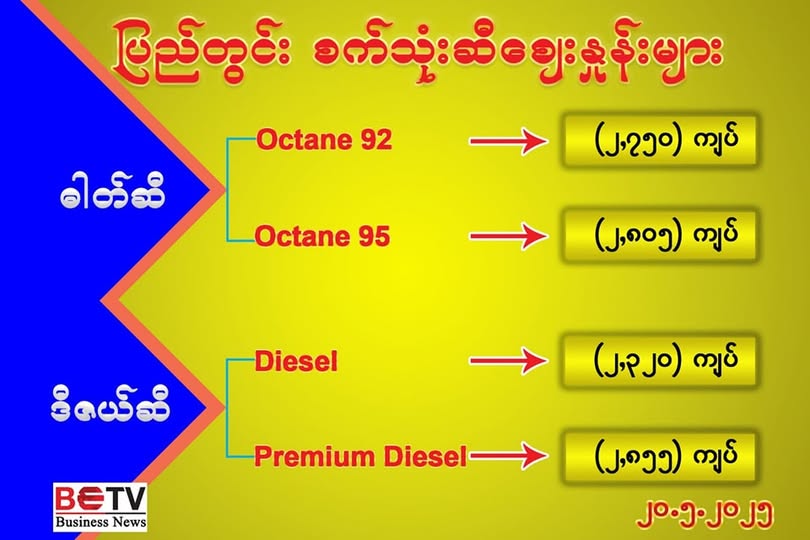 ပြည်တွင်း စက်သုံးဆီဈေးနှုန်းများ
ဓါတ်ဆီ
Octane 92 (၂,၇၅၀) ကျပ်
Octane 95 (၂,၈၀၅) ကျပ်
ဒီဇယ်ဆီ
Diesel (၂,၃၂၀) ကျပ်
Premium Diesel (၂,၈၅၅) ကျပ်
BETV
Business News
၂၀.၅.၂၀၂၅